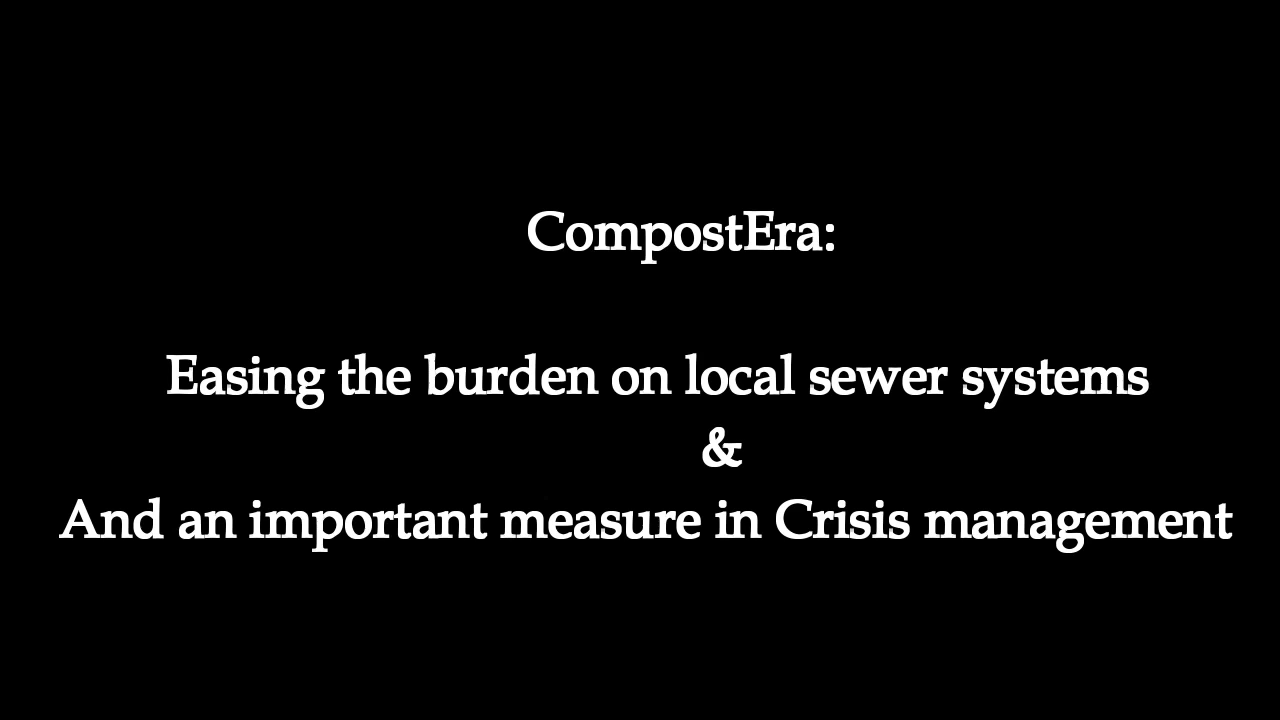 CompostEra:
Easing the burden on local sewer systems
&
And an important measure in Crisis management